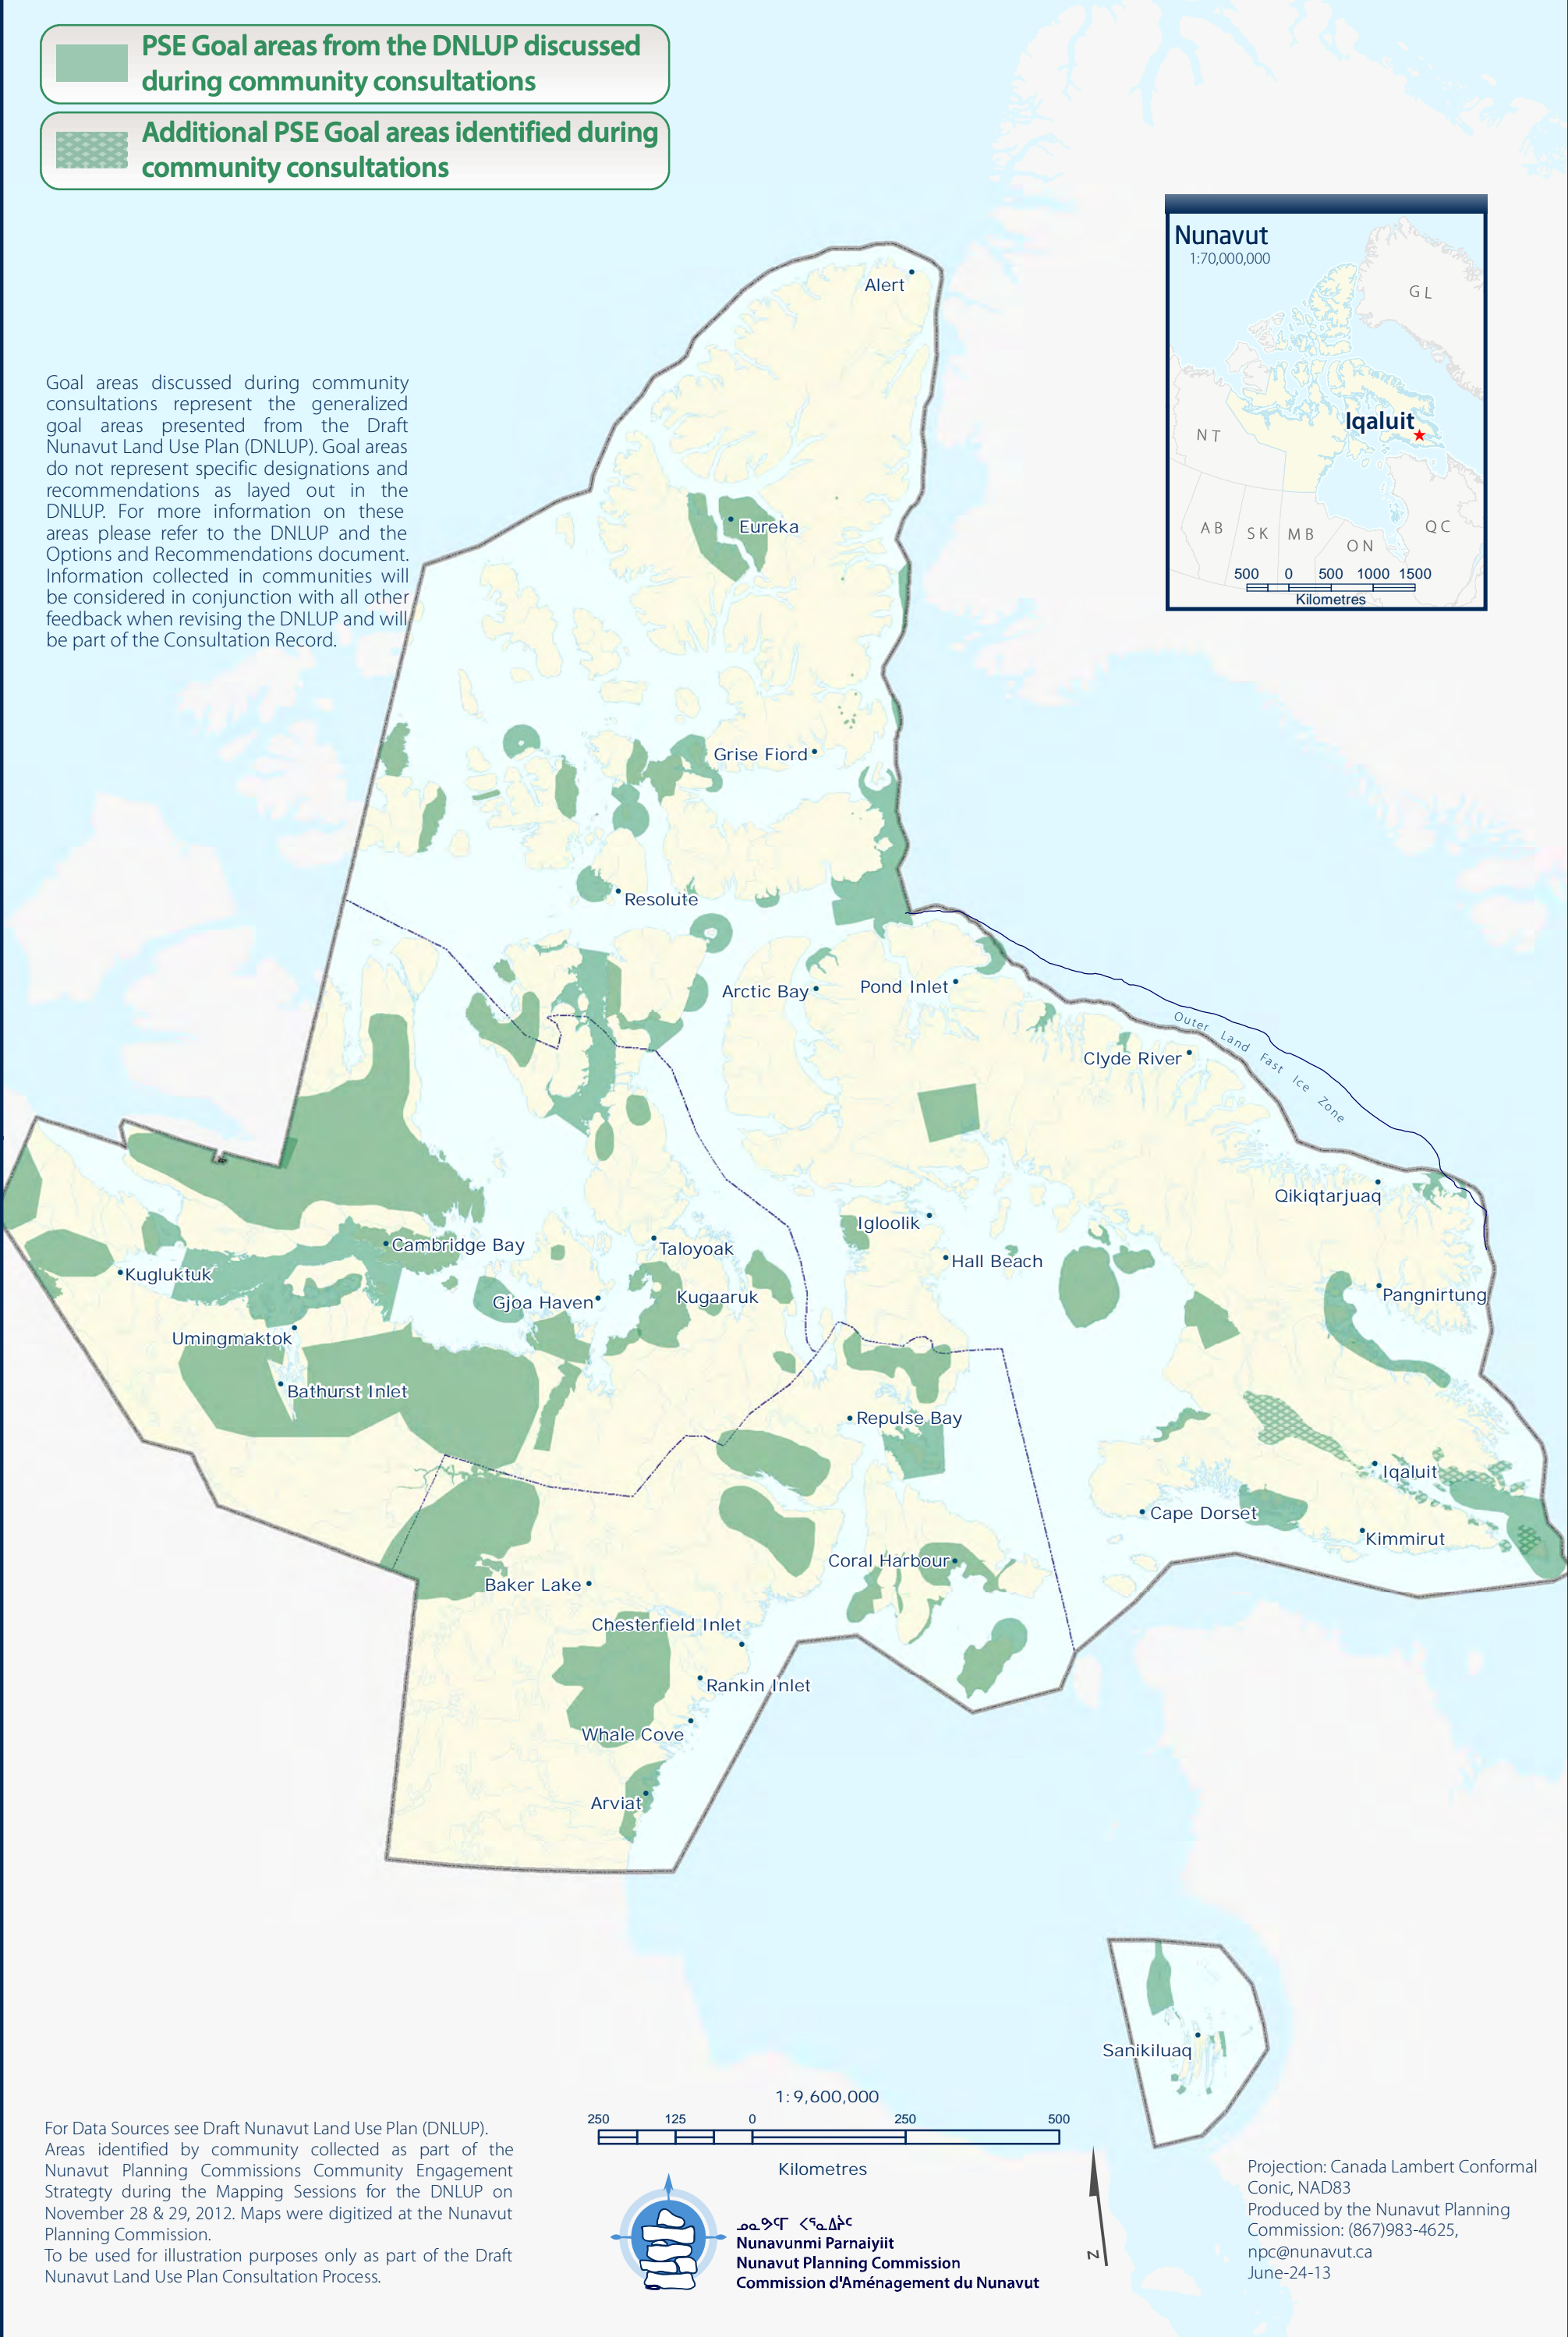 PSE Goal areas from the DNLUP discussed
during community consultations
Additional PSE Goal areas identified during
community consultations
Nunavut
1:70,000,000
GL
NT
Iqaluit
AB
SK
MB
ON
QC
500 0 500 1000 1500
Kilometres
Goal areas discussed during community
consultations represent the generalized
goal areas presented from the Draft
Nunavut Land Use Plan (DNLUP). Goal areas
do not represent specific designations and
recommendations as layed out in the
DNLUP. For more information on these
areas please refer to the DNLUP and the
Options and Recommendations document.
Information collected in communities will
be considered in conjunction with all other
feedback when revising the DNLUP and will
be part of the Consultation Record.
Alert
Eureka
Grise Fiord
Resolute
Arctic Bay
Pond Inlet
Outer Land Fast Ice Zone
Clyde River
Qikiqtarjuaq
Igloolik
Cambridge Bay
Taloyoak
Hall Beach
Kugluktuk
Gjoa Haven
Kugaaruk
Pangnirtung
Umingmaktok
Bathurst Inlet
Repulse Bay
Iqaluit
Cape Dorset
Kimmirut
Coral Harbour
Baker Lake
Chesterfield Inlet
Rankin Inlet
Whale Cove
Arviat
Sanikiluaq
1:9,600,000
250 125 0 250 500
Kilometres
For Data Sources see Draft Nunavut Land Use Plan (DNLUP).
Areas identified by community collected as part of the
Nunavut Planning Commissions Community Engagement
Strategty during the Mapping Sessions for the DNLUP on
November 28 & 29, 2012. Maps were digitized at the Nunavut
Planning Commission.
To be used for illustration purposes only as part of the Draft
Nunavut Land Use Plan Consultation Process.
ᓄᓇᕗᒻᒥ ᐸᕐᓇᐃᔩᑦ
Nunavunmi Parnaiyiit
Nunavut Planning Commission
Commission d'Aménagement du Nunavut
N
Projection: Canada Lambert Conformal
Conic, NAD83
Produced by the Nunavut Planning
Commission: (867)983-4625,
npc@nunavut.ca
June-24-13